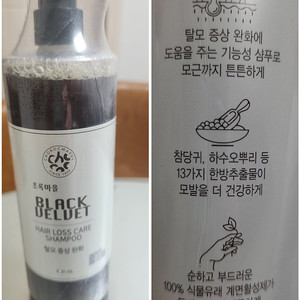 초록마을
BLACK
VELVET
HAIR LOSS CARE
SHAMPOO
탈모 증상 완화
탈모 증상 완화에
도움을 주는 기능성 샴푸로
모근까지 튼튼하게
참당귀, 하수오뿌리 등
13가지 한방추출물이
모발을 더 건강하게
순하고 부드러운
100% 식물유래 계면활성제가